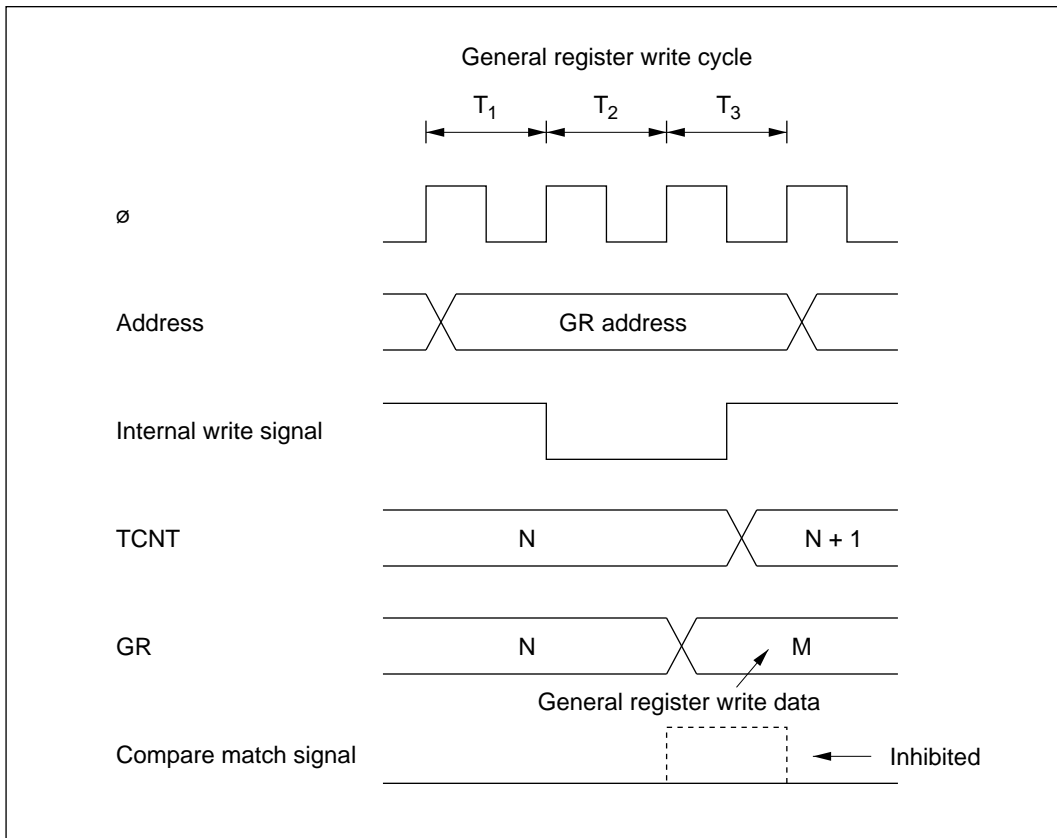 General register write cycle
T1 T2 T3
ø
Address GR address
Internal write signal
TCNT N N + 1
GR N M
General register write data
Compare match signal Inhibited